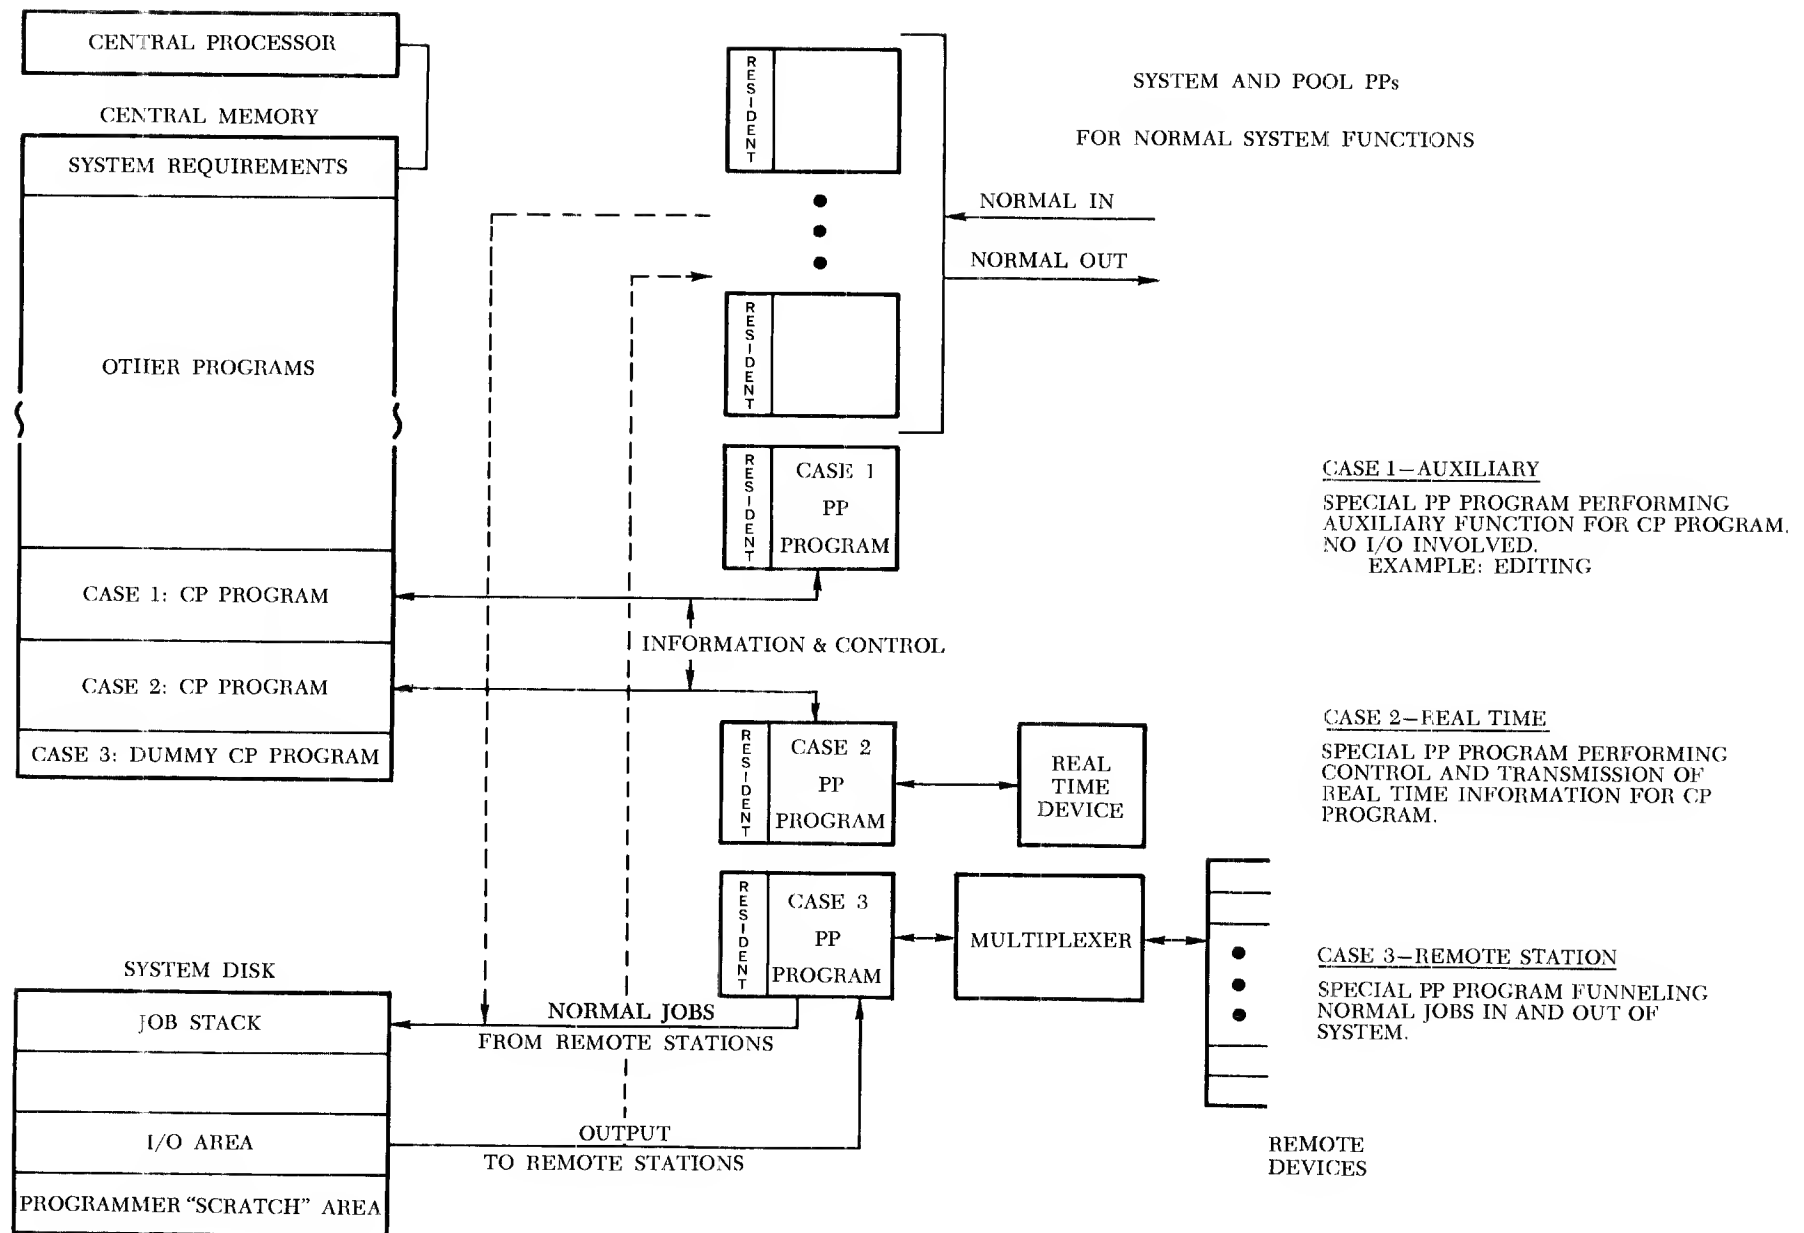 CENTRAL PROCESSOR
CENTRAL MEMORY
SYSTEM REQUIREMENTS
OTHER PROGRAMS
CASE 1: CP PROGRAM
CASE 2: CP PROGRAM
CASE 3: DUMMY CP PROGRAM
SYSTEM DISK
JOB STACK
I/O AREA
PROGRAMMER "SCRATCH" AREA
RESIDENT
RESIDENT
SYSTEM AND POOL PPs
FOR NORMAL SYSTEM FUNCTIONS
NORMAL IN
NORMAL OUT
RESIDENT
CASE 1
PP
PROGRAM
INFORMATION & CONTROL
RESIDENT
CASE 2
PP
PROGRAM
REAL
TIME
DEVICE
RESIDENT
CASE 3
PP
PROGRAM
MULTIPLEXER
NORMAL JOBS
FROM REMOTE STATIONS
OUTPUT
TO REMOTE STATIONS
REMOTE
DEVICES
CASE 1—AUXILIARY
SPECIAL PP PROGRAM PERFORMING
AUXILIARY FUNCTION FOR CP PROGRAM.
NO I/O INVOLVED.
EXAMPLE: EDITING
CASE 2—REAL TIME
SPECIAL PP PROGRAM PERFORMING
CONTROL AND TRANSMISSION OF
REAL TIME INFORMATION FOR CP
PROGRAM.
CASE 3—REMOTE STATION
SPECIAL PP PROGRAM FUNNELING
NORMAL JOBS IN AND OUT OF
SYSTEM.